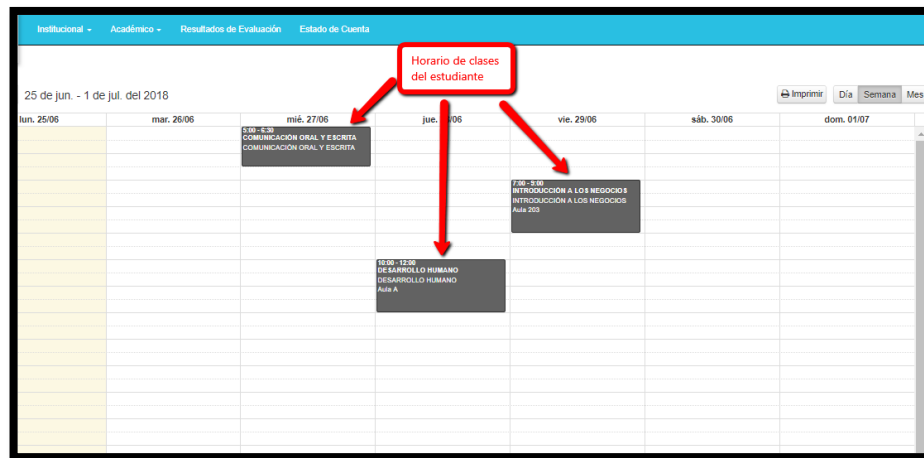 Institucional Académico Resultados de Evaluación Estado de Cuenta
Horario de clases
del estudiante
25 de jun. - 1 de jul. del 2018
Imprimir Día Semana Mes
lun. 25/06 mar. 26/06 mié. 27/06 jue. /06 vie. 29/06 sáb. 30/06 dom. 01/07
5:00 - 6:30
COMUNICACIÓN ORAL Y ESCRITA
COMUNICACIÓN ORAL Y ESCRITA
7:00 - 9:00
INTRODUCCIÓN A LOS NEGOCIOS
INTRODUCCIÓN A LOS NEGOCIOS
Aula 203
10:00 - 12:00
DESARROLLO HUMANO
DESARROLLO HUMANO
Aula A